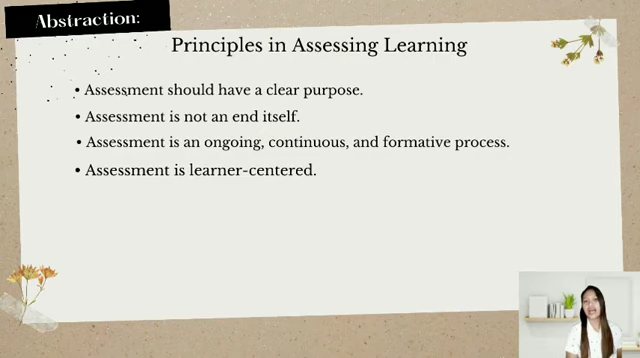 Abstraction:
Principles in Assessing Learning
• Assessment should have a clear purpose.
• Assessment is not an end itself.
• Assessment is an ongoing, continuous, and formative process.
• Assessment is learner-centered.